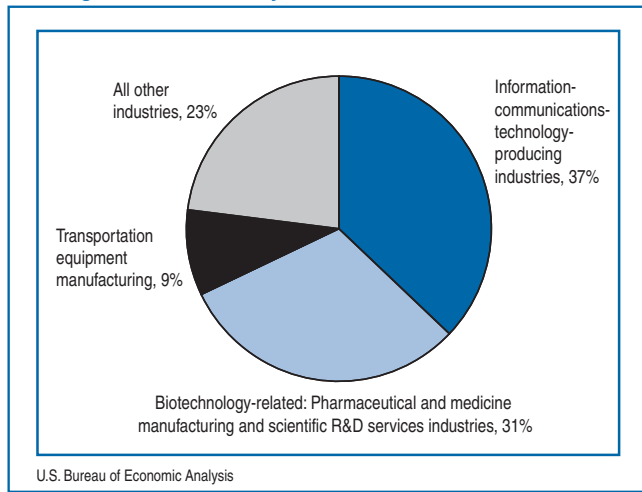 All other
industries, 23%
Information-
communications-
technology-
producing
industries, 37%
Transportation
equipment
manufacturing, 9%
Biotechnology-related: Pharmaceutical and medicine
manufacturing and scientific R&D services industries, 31%
U.S. Bureau of Economic Analysis